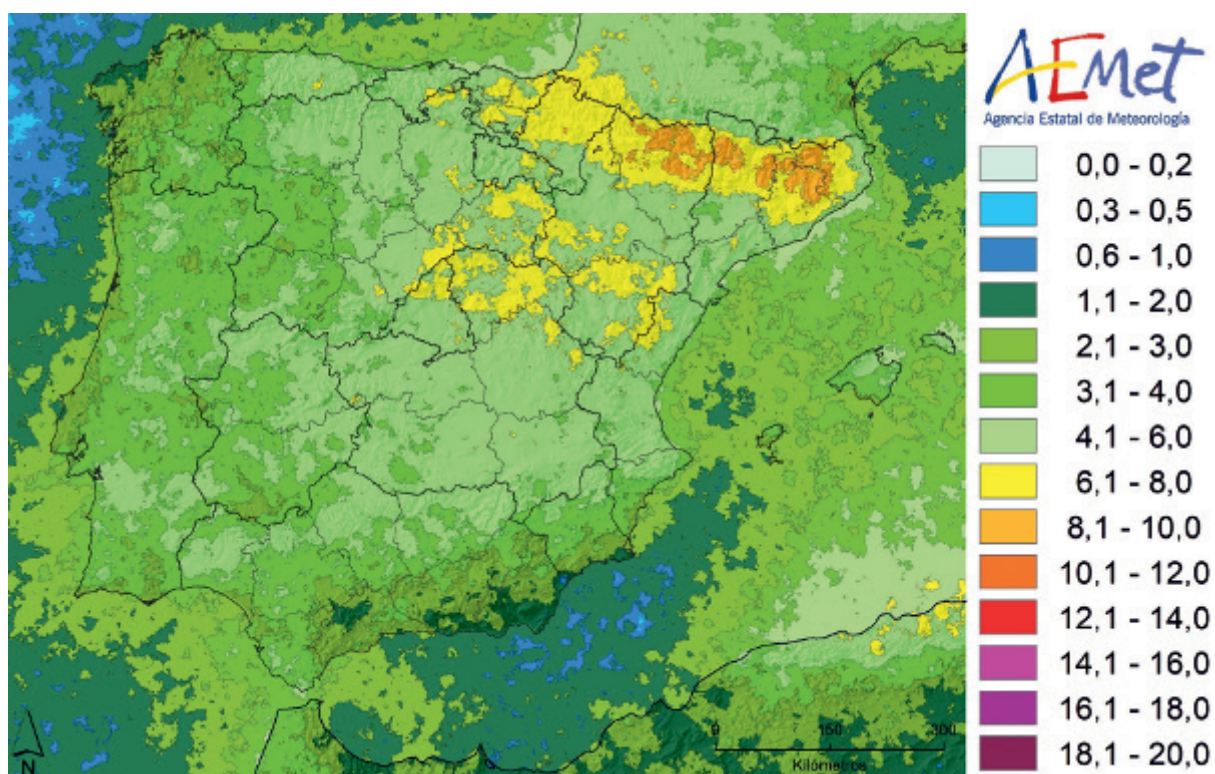 AEMet
Agencia Estatal de Meteorología
0,0 - 0,2
0,3 - 0,5
0,6 - 1,0
1,1 - 2,0
2,1 - 3,0
3,1 - 4,0
4,1 - 6,0
6,1 - 8,0
8,1 - 10,0
10,1 - 12,0
12,1 - 14,0
14,1 - 16,0
16,1 - 18,0
18,1 - 20,0
N
0 150 300
Kilómetros